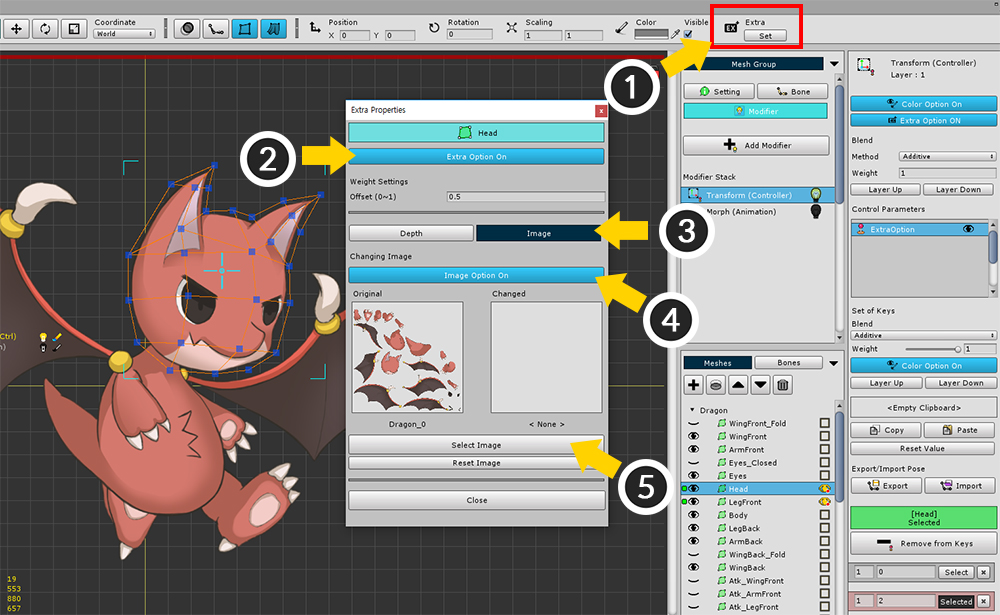 Coordinate
World
Position
X 0 Y 0
Rotation
0
Scaling
1 1
Color
Visible
Extra
EX
Set
1
Mesh Group
Setting
Bone
Modifier
Add Modifier
Modifier Stack
Transform (Controller)
Morph (Animation)
Transform (Controller)
Layer : 1
Color Option On
Extra Option ON
Blend
Method Additive
Weight 1
Layer Up Layer Down
Control Parameters
ExtraOption
Set of Keys
Blend
Additive
Weight 1
Color Option On
Layer Up Layer Down
<Empty Clipboard>
Copy Paste
Reset Value
Export/Import Pose
Export Import
[Head]
Selected
Remove from Keys
1 0 Select x
1 2 Selected x
Extra Properties
x
Head
2
Extra Option On
Weight Settings
Offset (0~1) 0.5
Depth Image
3
Changing Image
Image Option On
4
Original Changed
Dragon_0 < None >
Select Image
5
Reset Image
Close
Meshes Bones
Dragon
WingFront_Fold
WingFront
ArmFront
Eyes_Closed
Eyes
Head
LegFront
Body
LegBack
ArmBack
WingBack_Fold
WingBack
Atk_WingFront
Atk_ArmFront
Atk_LegFront
Ctrl)
19
553
880
657